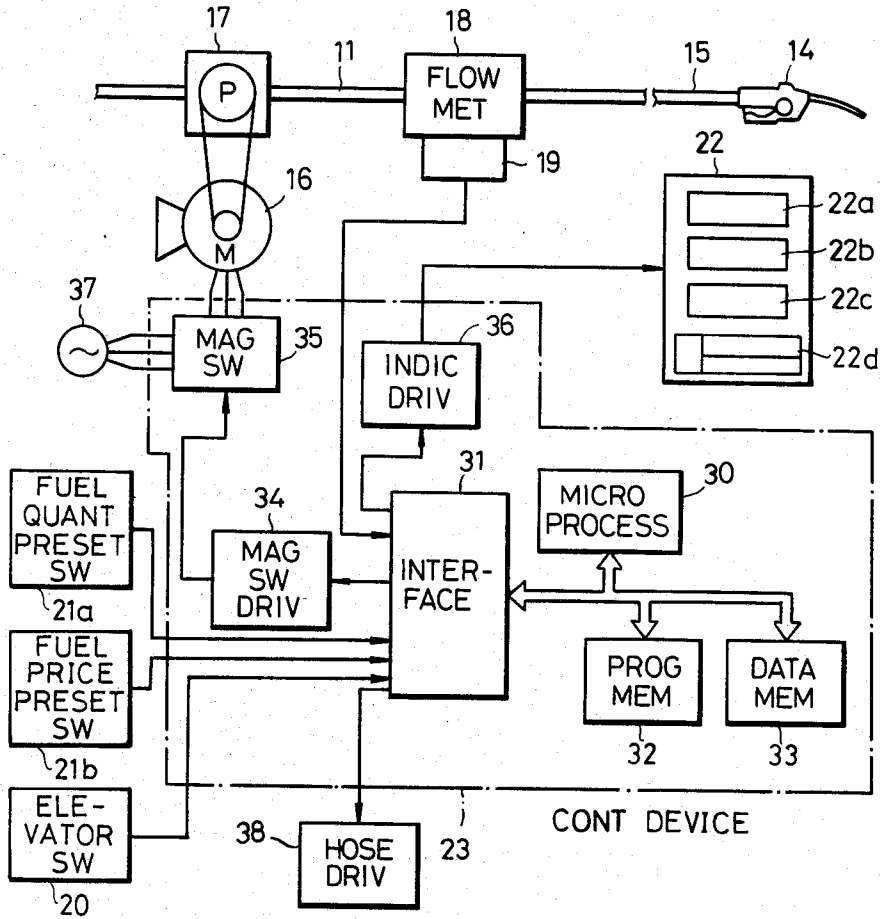 17
11
18
15
14
P
FLOW
MET
19
22
22a
22b
22c
22d
16
M
37
~
MAG
SW
35
36
INDIC
DRIV
FUEL
QUANT
PRESET
SW
21a
34
MAG
SW
DRIV
31
INTER-
FACE
30
MICRO
PROCESS
FUEL
PRICE
PRESET
SW
21b
PROG
MEM
32
DATA
MEM
33
ELE-
VATOR
SW
20
38
HOSE
DRIV
23
CONT DEVICE